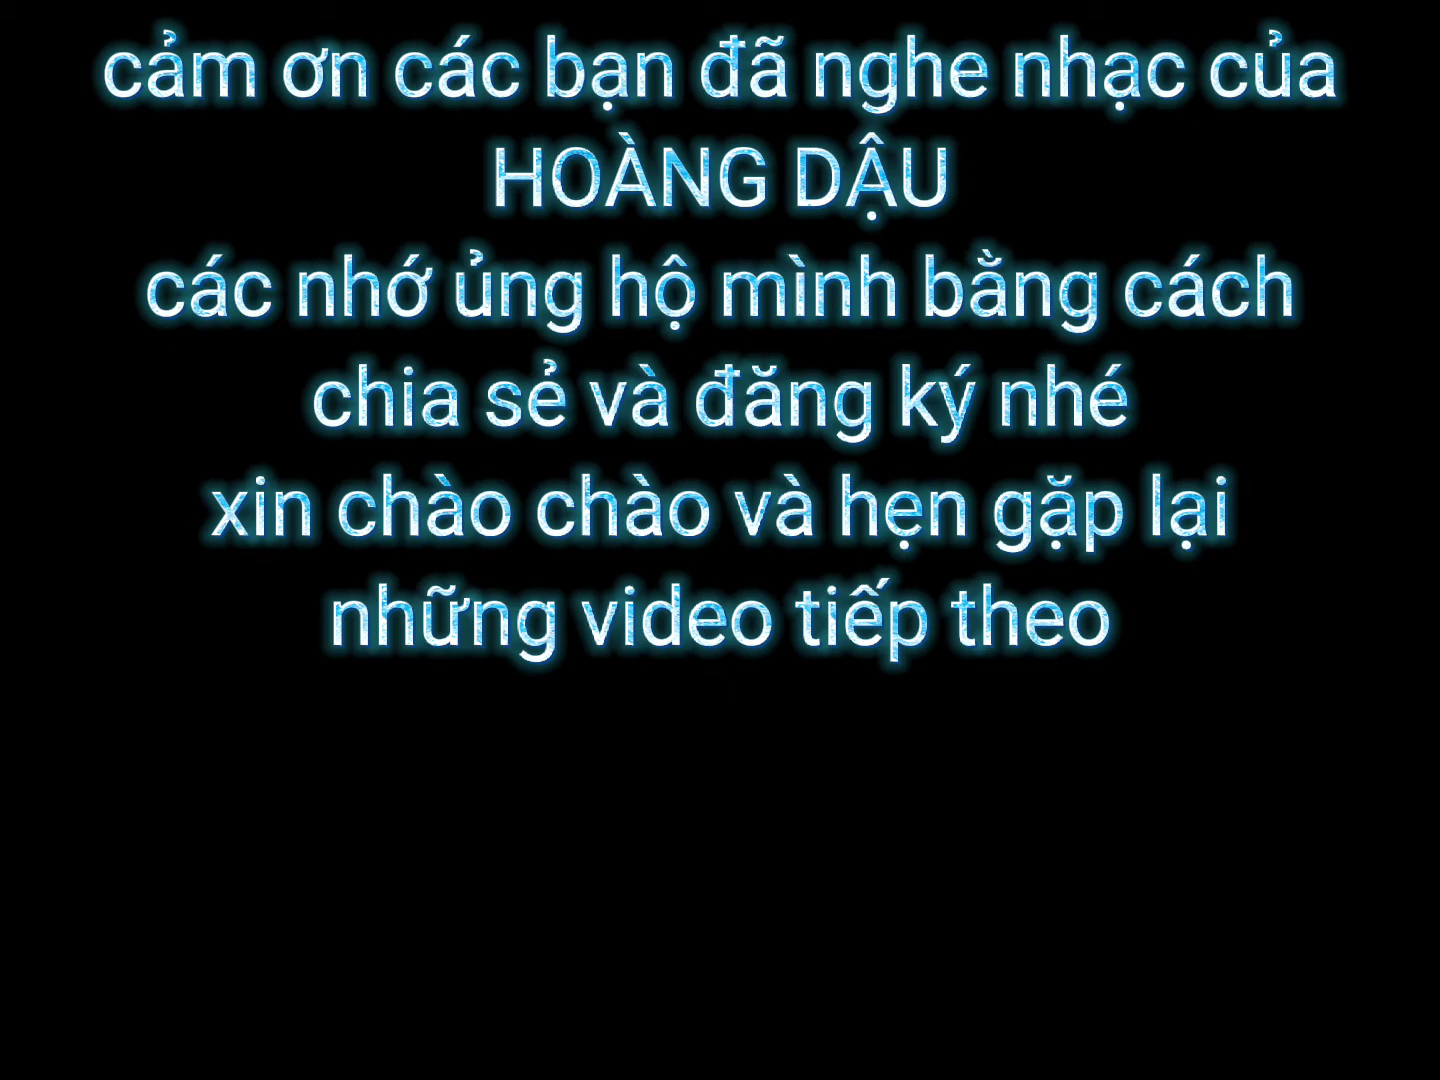 cảm ơn các bạn đã nghe nhạc của
HOÀNG DẬU
các nhớ ủng hộ mình bằng cách
chia sẻ và đăng ký nhé
xin chào chào và hẹn gặp lại
những video tiếp theo